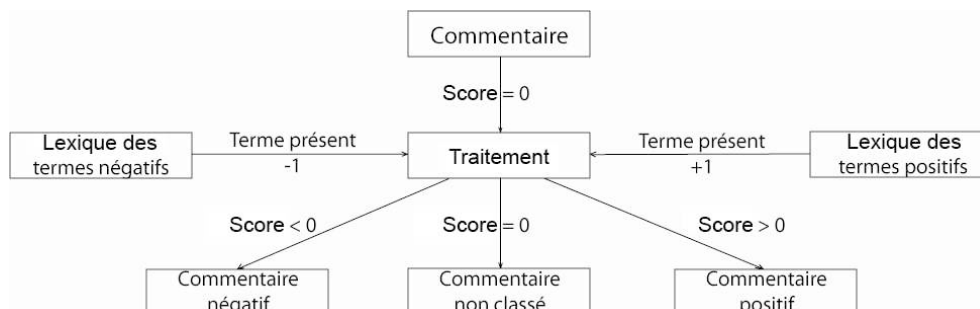 Commentaire
Score = 0
Lexique des
termes négatifs
Terme présent
-1
Traitement
Terme présent
+1
Lexique des
termes positifs
Score < 0
Score = 0
Score > 0
Commentaire
négatif
Commentaire
non classé
Commentaire
positif